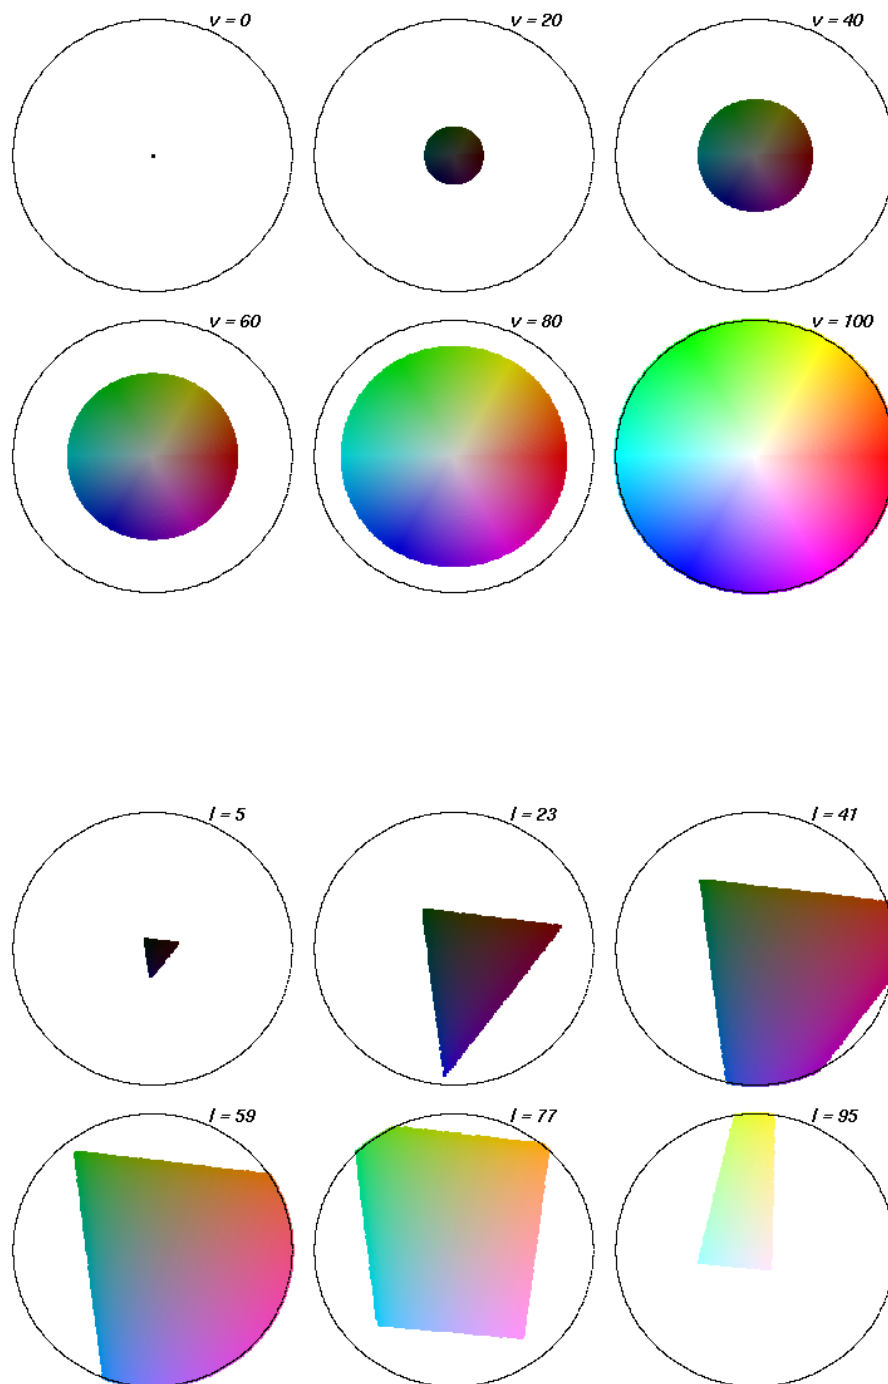 v = 0
v = 20
v = 40
v = 60
v = 80
v = 100
l = 5
l = 23
l = 41
l = 59
l = 77
l = 95